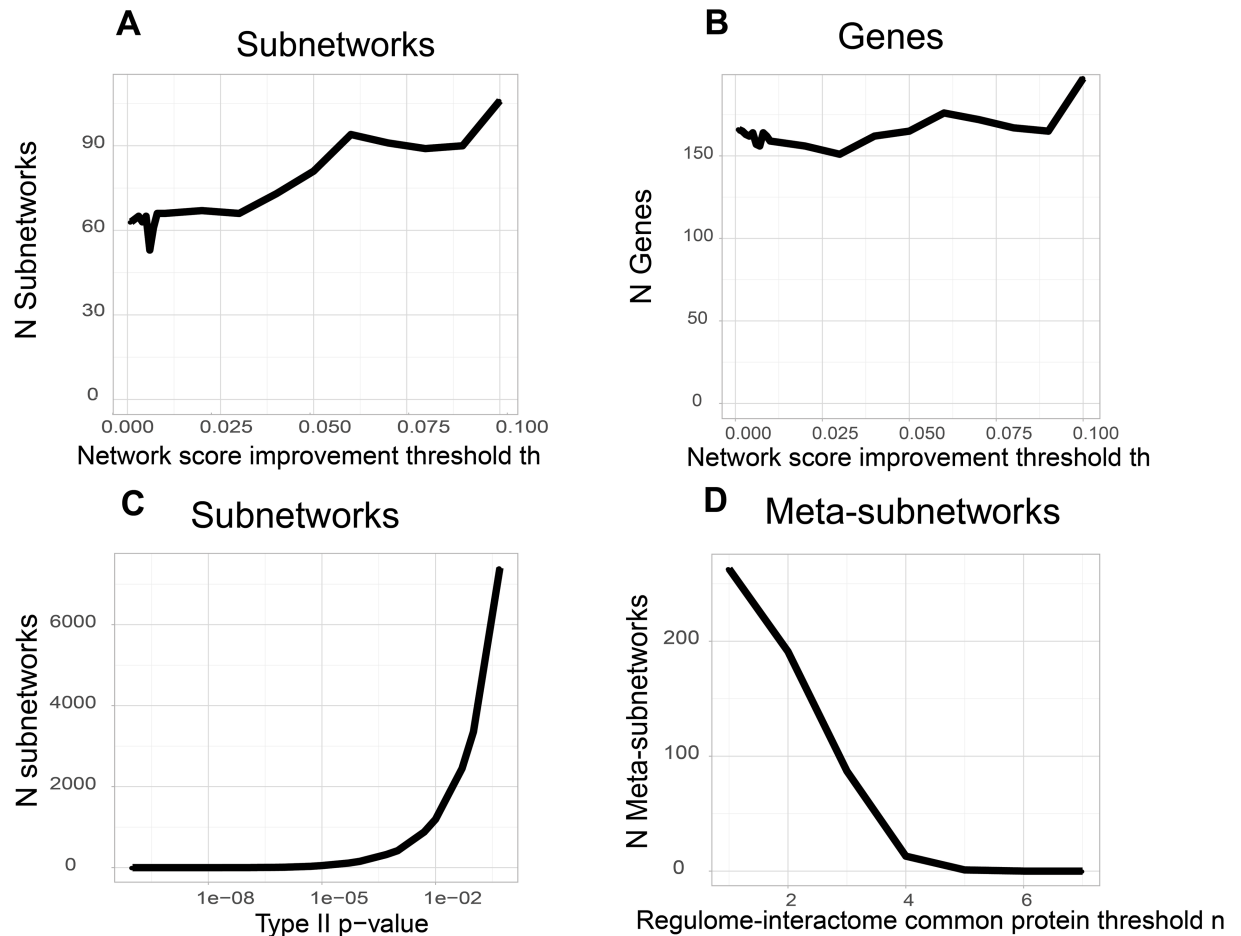 A
Subnetworks
N Subnetworks
90
60
30
0
0.000 0.025 0.050 0.075 0.100
Network score improvement threshold th
B
Genes
N Genes
150
100
50
0
0.000 0.025 0.050 0.075 0.100
Network score improvement threshold th
C
Subnetworks
N subnetworks
6000
4000
2000
0
1e−08 1e−05 1e−02
Type II p−value
D
Meta-subnetworks
N Meta-subnetworks
200
100
0
2 4 6
Regulome-interactome common protein threshold n